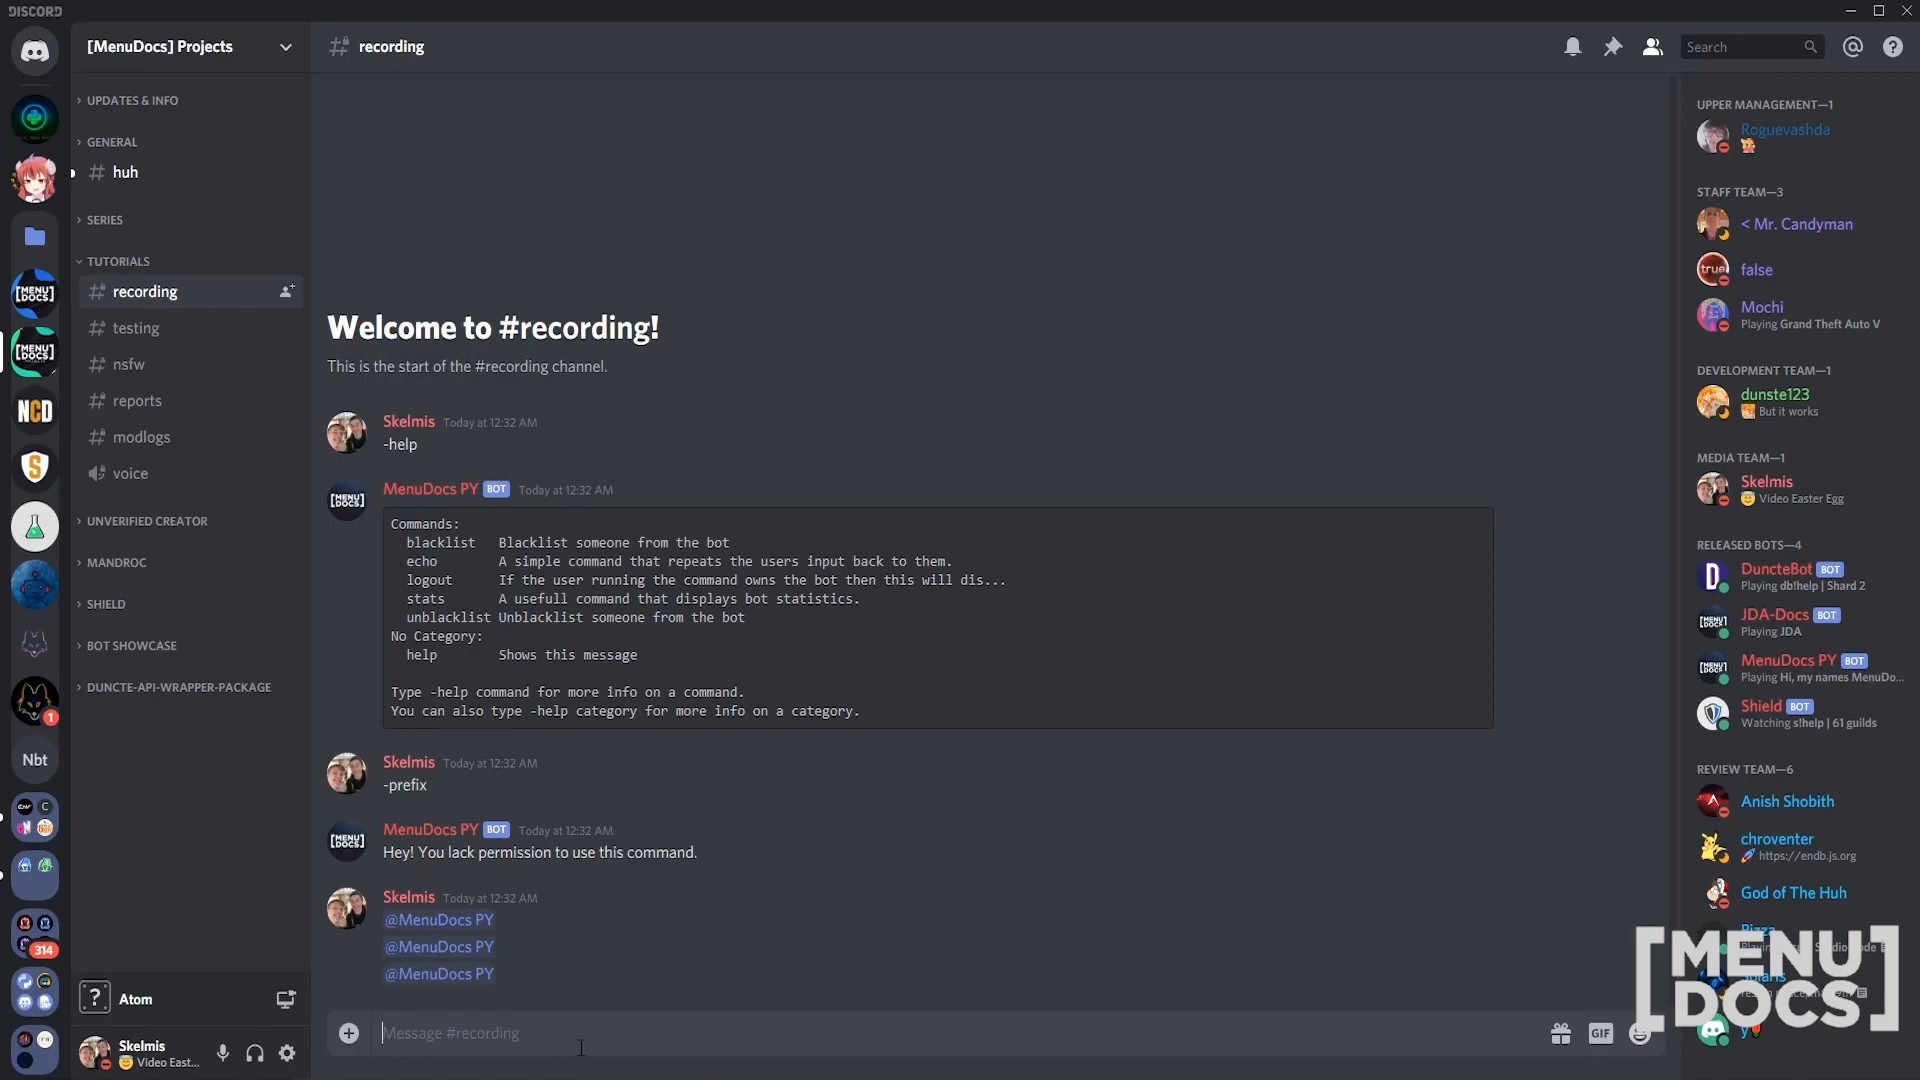 DISCORD
[MenuDocs] Projects
UPDATES & INFO
GENERAL
huh
SERIES
TUTORIALS
recording
testing
nsfw
reports
modlogs
voice
UNVERIFIED CREATOR
MANDROC
SHIELD
BOT SHOWCASE
DUNCTE-API-WRAPPER-PACKAGE
[MENU]
DOCS
[MENU]
DOCS
NCD
1
Nbt
314
? Atom
Skelmis
Video East...
recording
Search
Welcome to #recording!
This is the start of the #recording channel.
Skelmis Today at 12:32 AM
-help
[MENU]
DOCS
MenuDocs PY BOT Today at 12:32 AM
Commands:
blacklist Blacklist someone from the bot
echo A simple command that repeats the users input back to them.
logout If the user running the command owns the bot then this will dis...
stats A usefull command that displays bot statistics.
unblacklist Unblacklist someone from the bot
No Category:
help Shows this message
Type -help command for more info on a command.
You can also type -help category for more info on a category.
Skelmis Today at 12:32 AM
-prefix
[MENU]
DOCS
MenuDocs PY BOT Today at 12:32 AM
Hey! You lack permission to use this command.
Skelmis Today at 12:32 AM
@MenuDocs PY
@MenuDocs PY
@MenuDocs PY
Message #recording
GIF
UPPER MANAGEMENT—1
Roguevashda
STAFF TEAM—3
< Mr. Candyman
true
false
Mochi
Playing Grand Theft Auto V
DEVELOPMENT TEAM—1
dunste123
But it works
MEDIA TEAM—1
Skelmis
Video Easter Egg
RELEASED BOTS—4
DuncteBot BOT
Playing db!help | Shard 2
JDA-Docs BOT
Playing JDA
MenuDocs PY BOT
Playing Hi, my names MenuDo...
Shield BOT
Watching s!help | 61 guilds
REVIEW TEAM—6
Anish Shobith
chroventer
https://endb.js.org
God of The Huh
Pizza
Solaris
[MENU
DOCS]